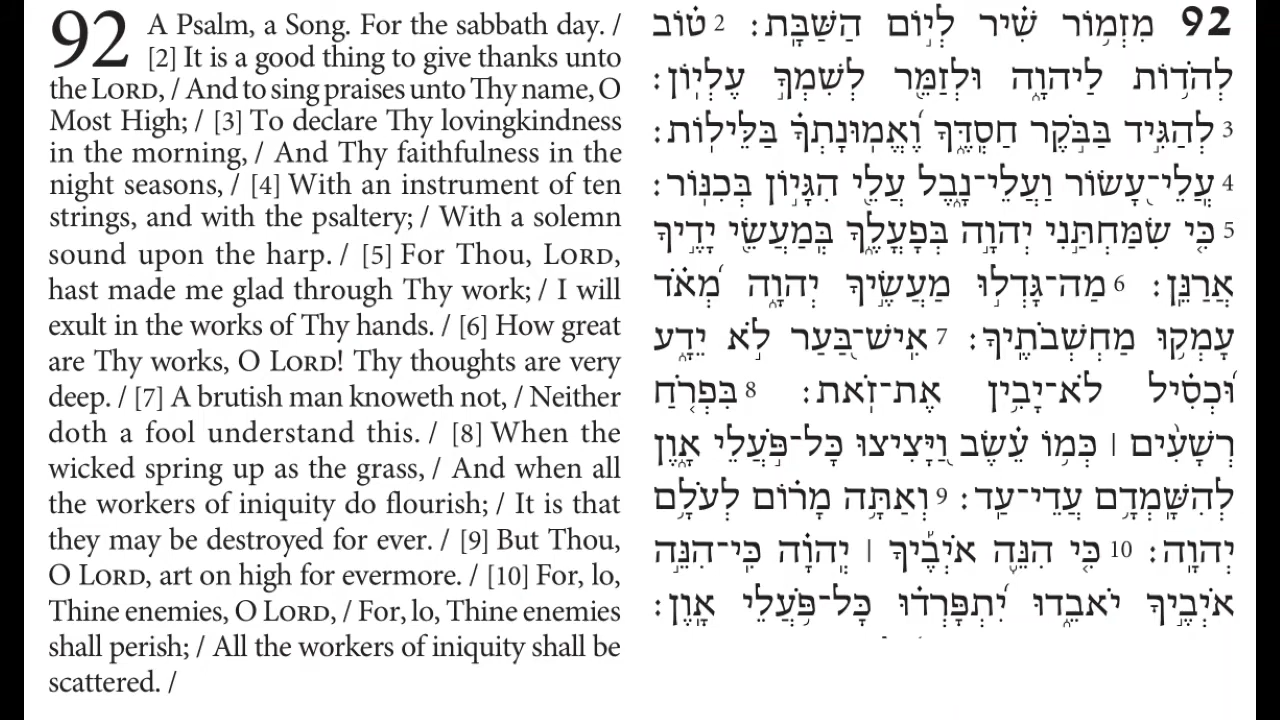 92 A Psalm, a Song. For the sabbath day. /
[2] It is a good thing to give thanks unto
the LORD, / And to sing praises unto Thy name, O
Most High; / [3] To declare Thy lovingkindness
in the morning, / And Thy faithfulness in the
night seasons, / [4] With an instrument of ten
strings, and with the psaltery; / With a solemn
sound upon the harp. / [5] For Thou, LORD,
hast made me glad through Thy work; / I will
exult in the works of Thy hands. / [6] How great
are Thy works, O LORD! Thy thoughts are very
deep. / [7] A brutish man knoweth not, / Neither
doth a fool understand this. / [8] When the
wicked spring up as the grass, / And when all
the workers of iniquity do flourish; / It is that
they may be destroyed for ever. / [9] But Thou,
O LORD, art on high for evermore. / [10] For, lo,
Thine enemies, O LORD, / For, lo, Thine enemies
shall perish; / All the workers of iniquity shall be
scattered. /
92 מִזְמ֥וֹר שִׁ֗יר לְי֣וֹם הַשַּׁבָּֽת׃ 2 ט֗וֹב
לְהֹד֥וֹת לַיהוָ֑ה וּלְזַמֵּ֖ר לְשִׁמְךָ֣ עֶלְיֽוֹן׃
3 לְהַגִּ֣יד בַּבֹּ֣קֶר חַסְדֶּ֑ךָ וֶ֝אֱמֽוּנָתְךָ֗ בַּלֵּילֽוֹת׃
4 עֲֽלֵי־עָ֭שׂוֹר וַעֲלֵי־נָ֑בֶל עֲלֵ֖י הִגָּי֣וֹן בְּכִנּֽוֹר׃
5 כִּ֤י שִׂמַּחְתַּ֣נִי יְהוָ֣ה בְּפָעֳלֶ֑ךָ בְּֽמַעֲשֵׂ֖י יָדֶ֣יךָ
אֲרַנֵּֽן׃ 6 מַה־גָּדְל֣וּ מַעֲשֶׂ֣יךָ יְהוָ֑ה מְ֝אֹ֗ד
עָמְק֥וּ מַחְשְׁבֹתֶֽיךָ׃ 7 אִֽישׁ־בַּ֭עַר לֹ֣א יֵדָ֑ע
וּ֝כְסִ֗יל לֹא־יָבִ֥ין אֶת־זֹֽאת׃ 8 בִּפְרֹ֤חַ
רְשָׁעִ֨ים ׀ כְּמ֥וֹ עֵ֗שֶׂב וַ֭יָּצִיצוּ כָּל־פֹּ֣עֲלֵי אָ֑וֶן
לְהִשָּֽׁמְדָ֥ם עֲדֵי־עַֽד׃ 9 וְאַתָּ֥ה מָר֗וֹם לְעֹלָ֥ם
יְהוָֽה׃ 10 כִּ֤י הִנֵּ֪ה אֹיְבֶ֡יךָ ׀ יְֽהוָ֗ה כִּֽי־הִנֵּ֣ה
אֹיְבֶ֣יךָ יֹאבֵ֑דוּ יִ֝תְפָּרְד֗וּ כָּל־פֹּ֥עֲלֵי אָֽוֶן׃